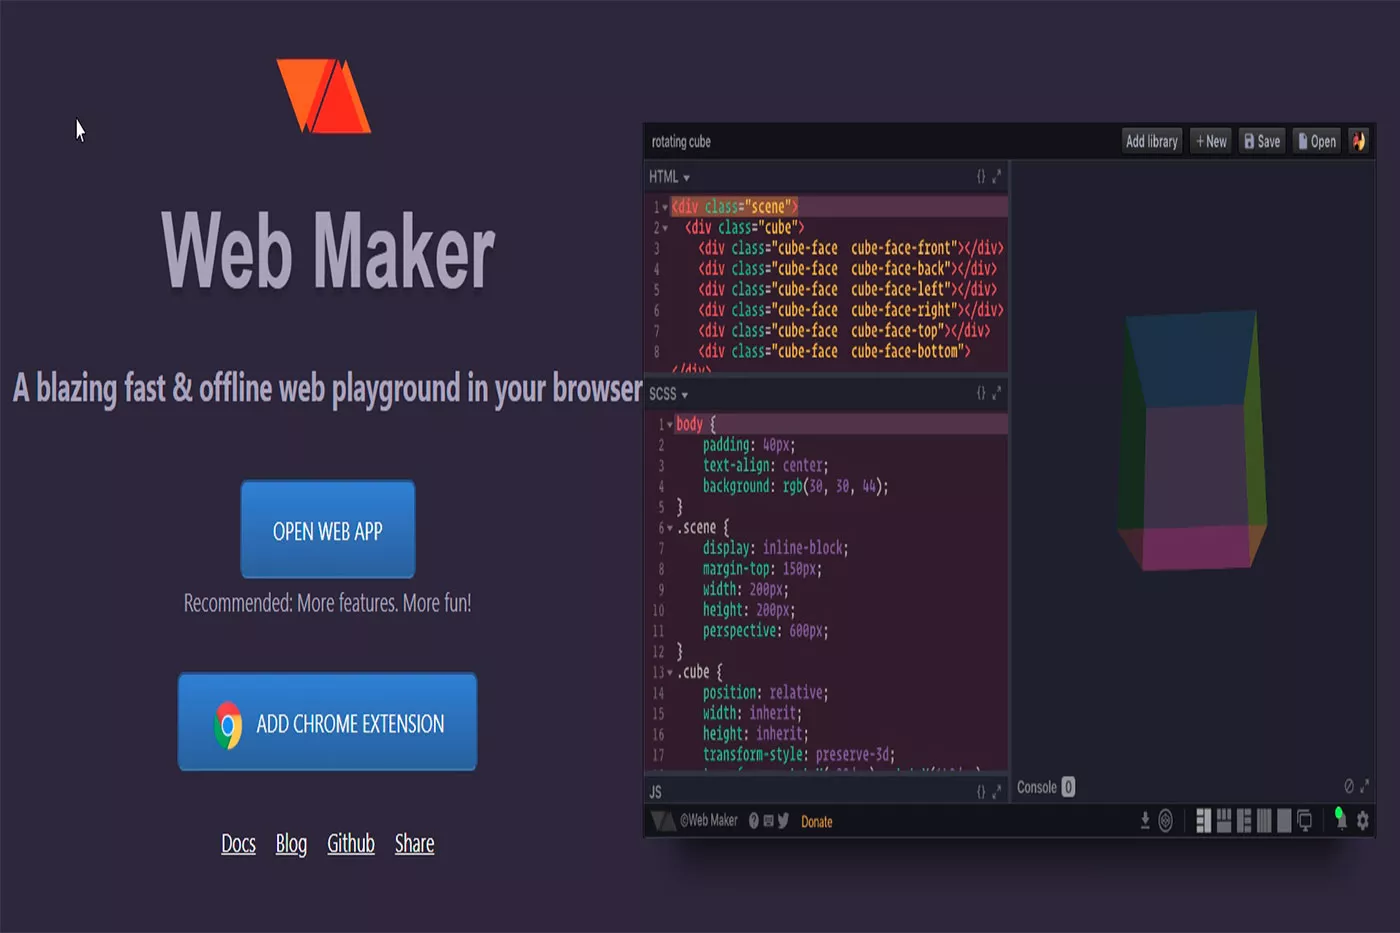 Web Maker
A blazing fast & offline web playground in your browser
OPEN WEB APP
Recommended: More features. More fun!
ADD CHROME EXTENSION
Docs Blog Github Share
rotating cube
Add library + New Save Open
HTML {}
1 <div class="scene">
2 <div class="cube">
3 <div class="cube-face cube-face-front"></div>
4 <div class="cube-face cube-face-back"></div>
5 <div class="cube-face cube-face-left"></div>
6 <div class="cube-face cube-face-right"></div>
7 <div class="cube-face cube-face-top"></div>
8 <div class="cube-face cube-face-bottom">
</div>
SCSS {}
1 body {
2 padding: 40px;
3 text-align: center;
4 background: rgb(30, 30, 44);
5 }
6 .scene {
7 display: inline-block;
8 margin-top: 150px;
9 width: 200px;
10 height: 200px;
11 perspective: 600px;
12 }
13 .cube {
14 position: relative;
15 width: inherit;
16 height: inherit;
17 transform-style: preserve-3d;
JS {}
Console 0
©Web Maker ? Donate